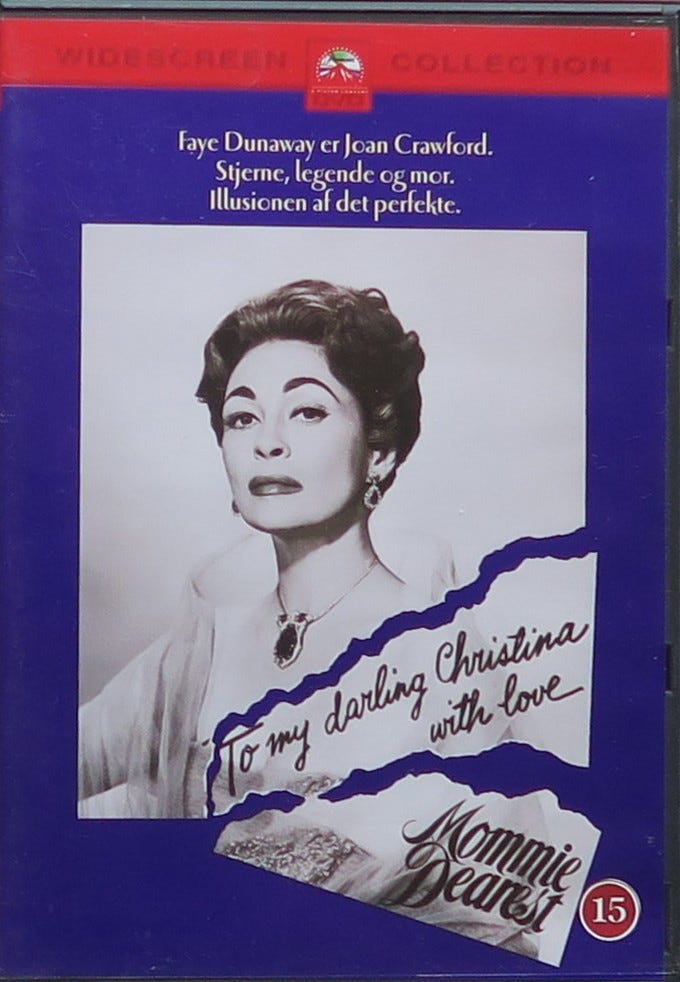 WIDESCREEN COLLECTION
DVD
Faye Dunaway er Joan Crawford.
Stjerne, legende og mor.
Illusionen af det perfekte.
To my darling Christina
with love
Mommie
Dearest
15